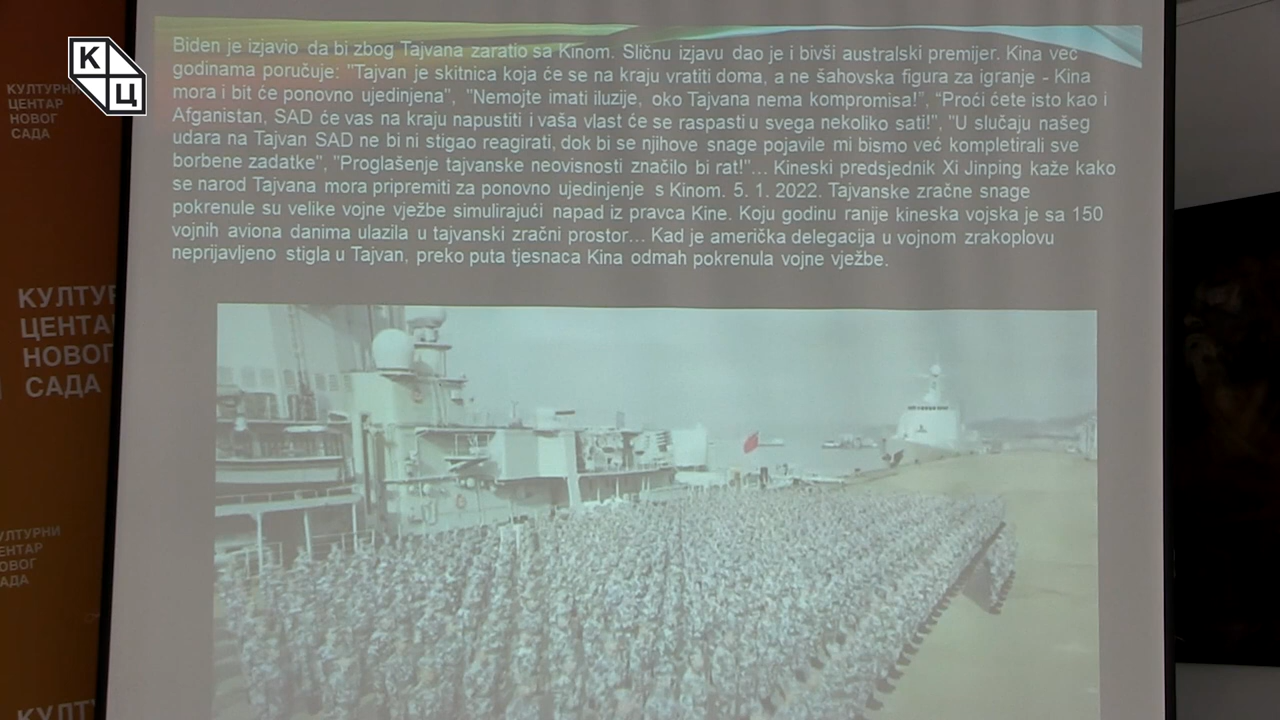 К
Ц
КУЛТУРНИ
ЦЕНТАР
НОВОГ
САДА
КУЛТУР
ЦЕНТА
НОВОГ
САДА
УЛТУРНИ
ЕНТАР
ОВОГ
АДА
КУЛТ
Biden je izjavio da bi zbog Tajvana zaratio sa Kinom. Sličnu izjavu dao je i bivši australski premijer. Kina već
godinama poručuje: "Tajvan je skitnica koja će se na kraju vratiti doma, a ne šahovska figura za igranje - Kina
mora i bit će ponovno ujedinjena", "Nemojte imati iluzije, oko Tajvana nema kompromisa!", "Proći ćete isto kao i
Afganistan, SAD će vas na kraju napustiti i vaša vlast će se raspasti u svega nekoliko sati!", "U slučaju našeg
udara na Tajvan SAD ne bi ni stigao reagirati, dok bi se njihove snage pojavile mi bismo već kompletirali sve
borbene zadatke", "Proglašenje tajvanske neovisnosti značilo bi rat!"... Kineski predsjednik Xi Jinping kaže kako
se narod Tajvana mora pripremiti za ponovno ujedinjenje s Kinom. 5. 1. 2022. Tajvanske zračne snage
pokrenule su velike vojne vježbe simulirajući napad iz pravca Kine. Koju godinu ranije kineska vojska je sa 150
vojnih aviona danima ulazila u tajvanski zračni prostor... Kad je američka delegacija u vojnom zrakoplovu
neprijavljeno stigla u Tajvan, preko puta tjesnaca Kina odmah pokrenula vojne vježbe.